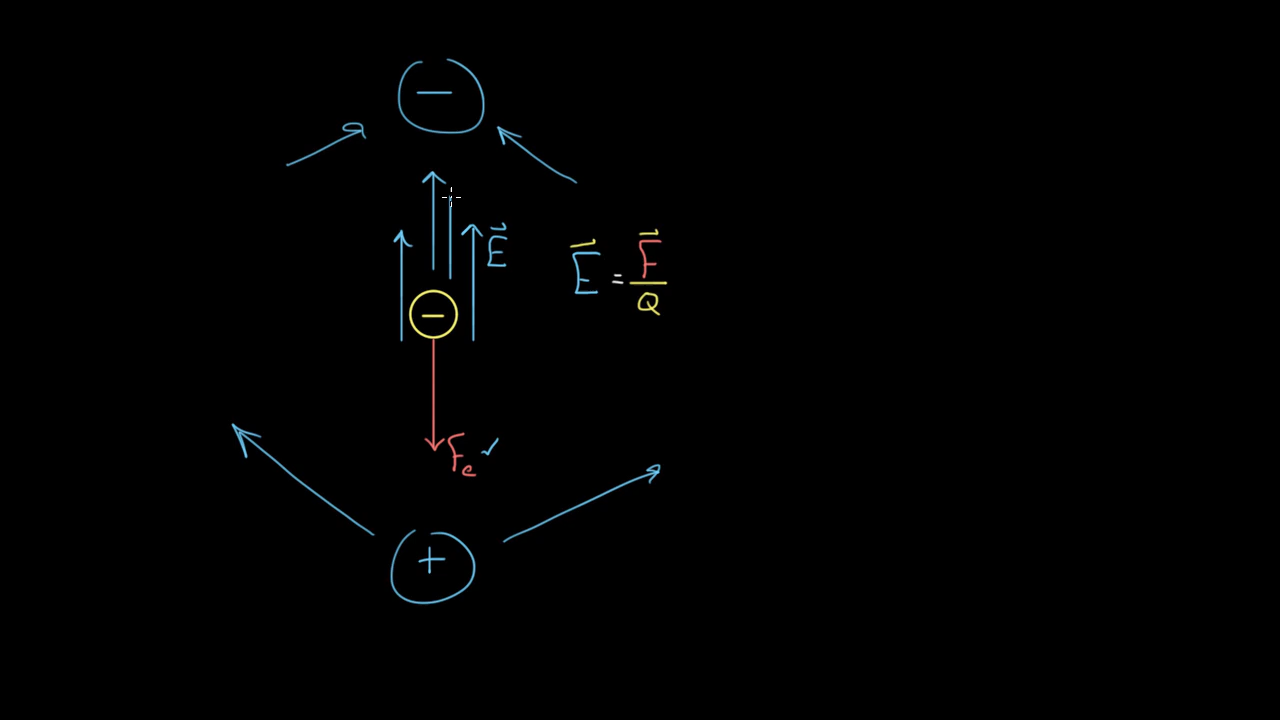 −
E⃗
E⃗ = F⃗ / Q
−
Fe ✓
+